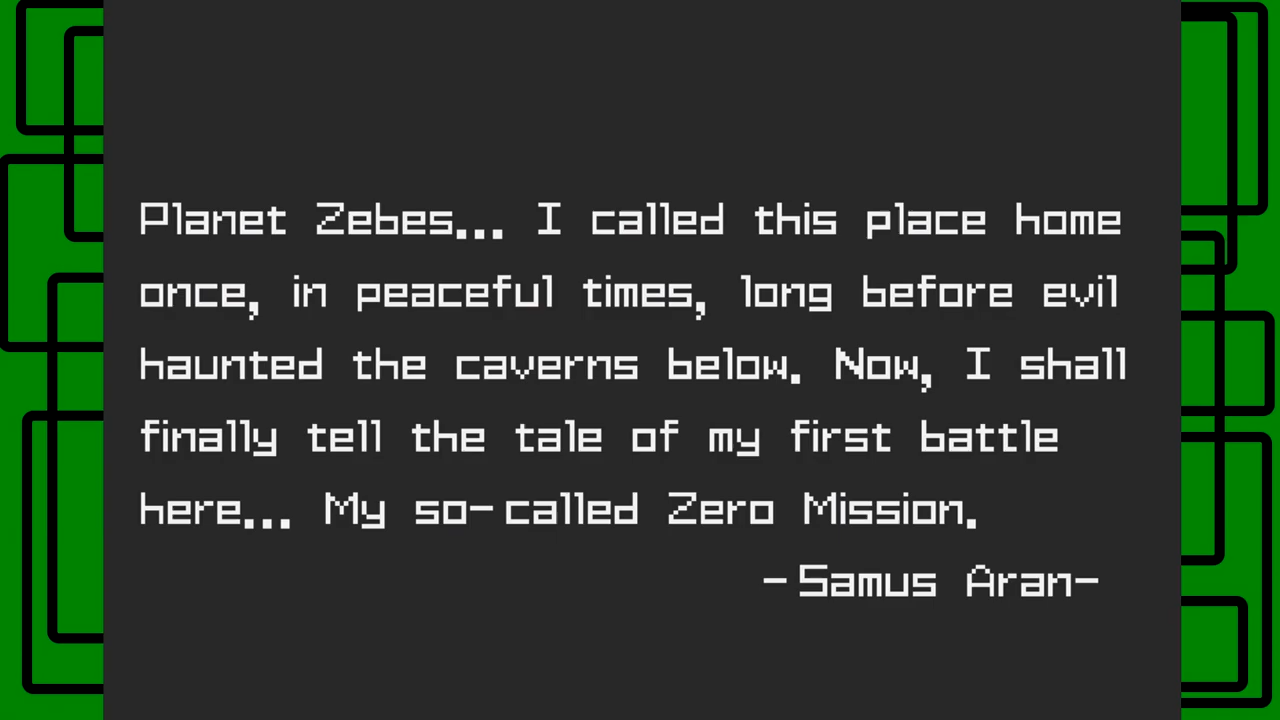 Planet Zebes... I called this place home
once, in peaceful times, long before evil
haunted the caverns below. Now, I shall
finally tell the tale of my first battle
here... My so-called Zero Mission.
-Samus Aran-